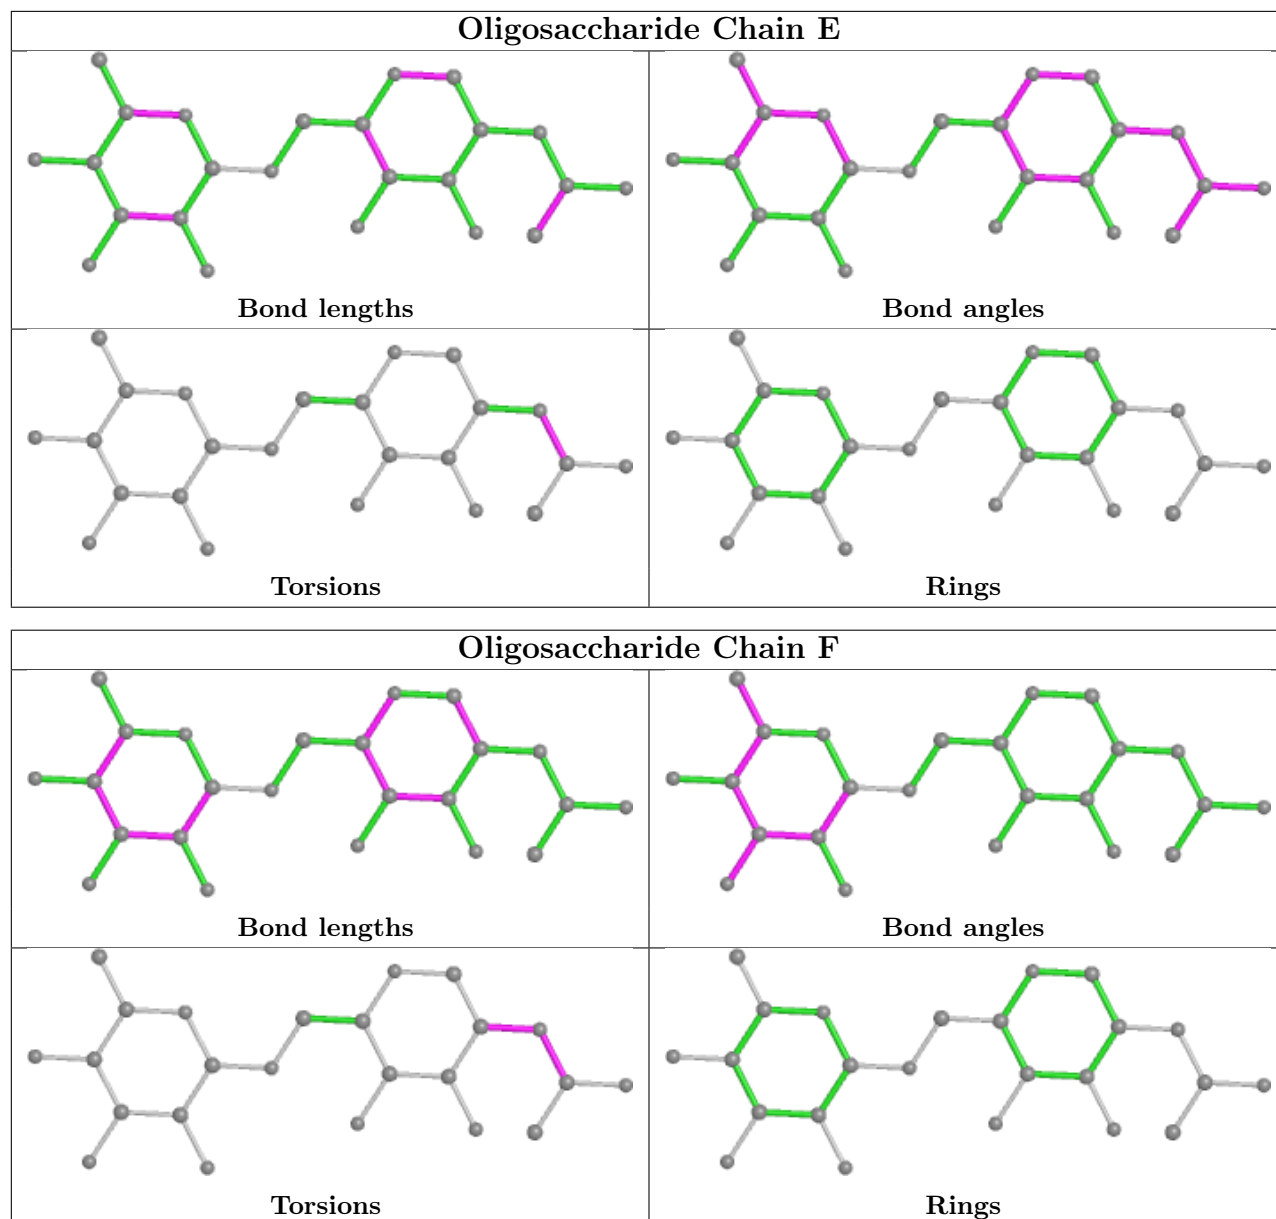 Oligosaccharide Chain E
Bond lengths
Bond angles
Torsions
Rings
Oligosaccharide Chain F
Bond lengths
Bond angles
Torsions
Rings